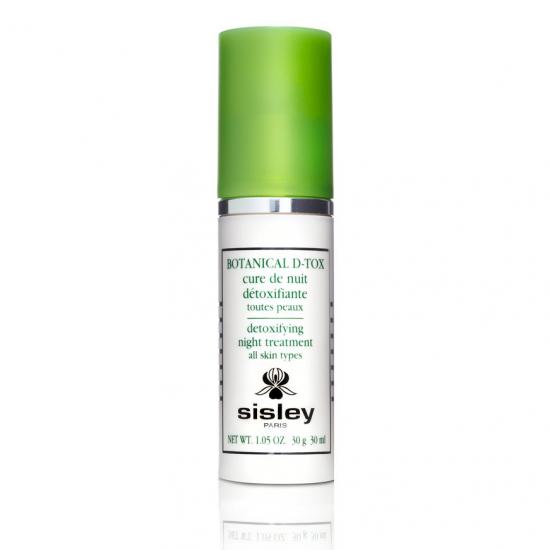 BOTANICAL D-TOX
cure de nuit
détoxifiante
toutes peaux
detoxifying
night treatment
all skin types
sisley
PARIS
NET WT. 1.05 OZ. 30 g 30 ml